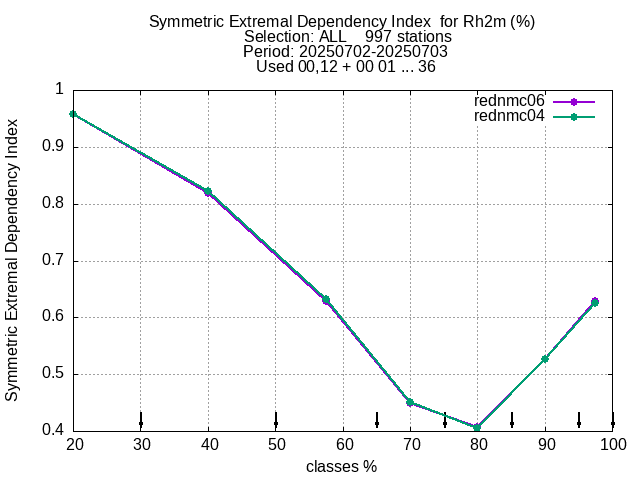 Symmetric Extremal Dependency Index  for Rh2m (%)
Selection: ALL    997 stations
Period: 20250702-20250703
Used 00,12 + 00 01 ... 36
rednmc06
rednmc04
Symmetric Extremal Dependency Index
1
0.9
0.8
0.7
0.6
0.5
0.4
20 30 40 50 60 70 80 90 100
classes %